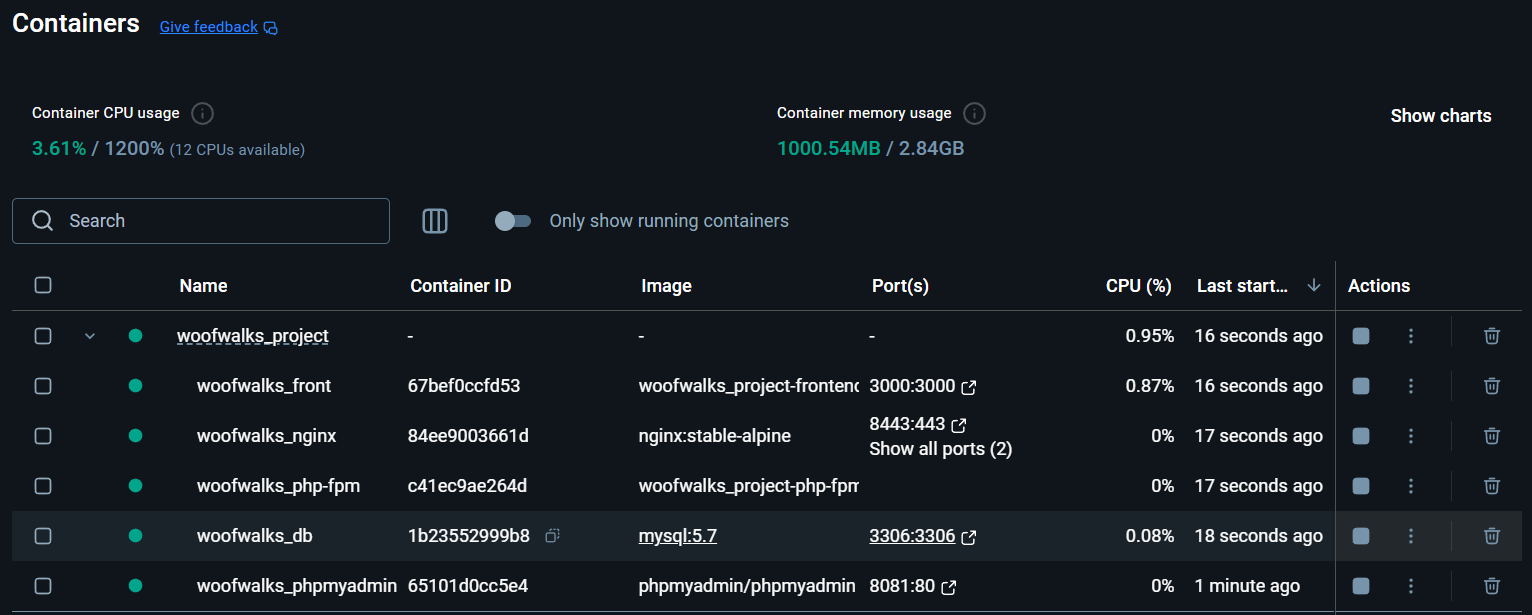 Containers Give feedback
Container CPU usage
3.61% / 1200% (12 CPUs available)
Container memory usage
1000.54MB / 2.84GB
Show charts
Search
Only show running containers
Name Container ID Image Port(s) CPU (%) Last start... Actions
woofwalks_project - - - 0.95% 16 seconds ago
woofwalks_front 67bef0ccfd53 woofwalks_project-frontend 3000:3000 0.87% 16 seconds ago
woofwalks_nginx 84ee9003661d nginx:stable-alpine 8443:443 0% 17 seconds ago
Show all ports (2)
woofwalks_php-fpm c41ec9ae264d woofwalks_project-php-fpm 0% 17 seconds ago
woofwalks_db 1b23552999b8 mysql:5.7 3306:3306 0.08% 18 seconds ago
woofwalks_phpmyadmin 65101d0cc5e4 phpmyadmin/phpmyadmin 8081:80 0% 1 minute ago